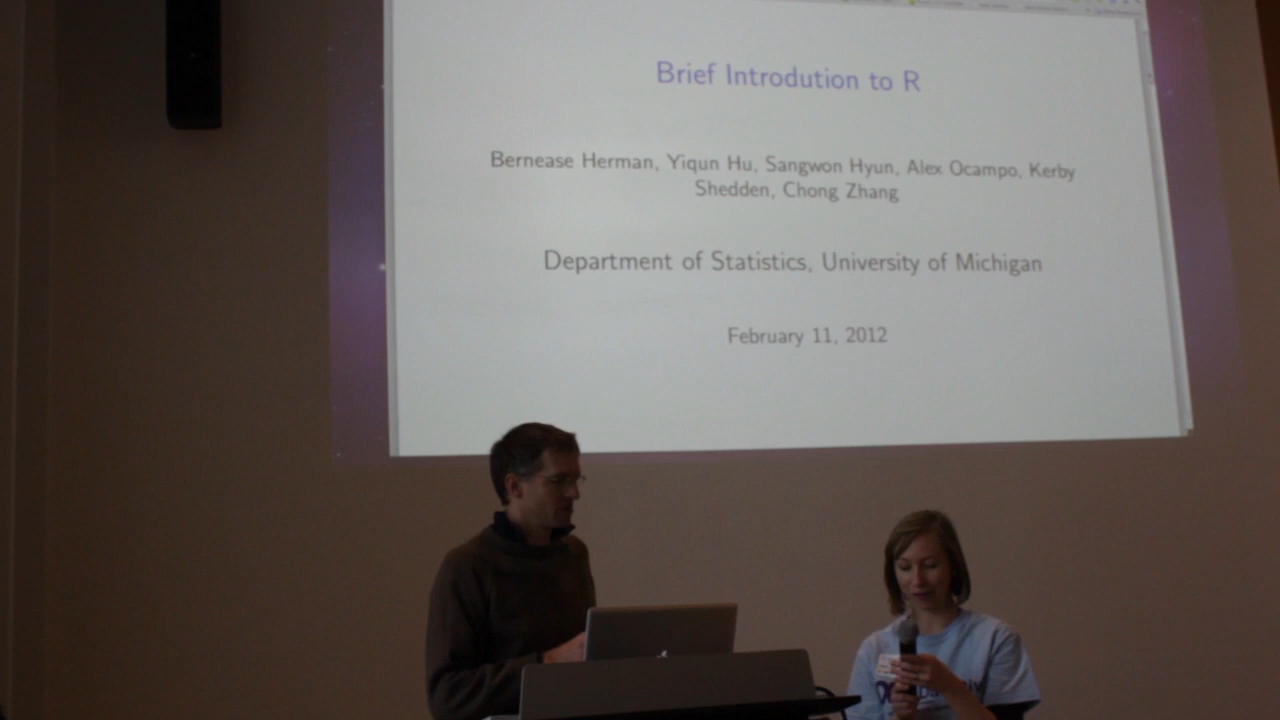 Brief Introdution to R
Bernease Herman, Yiqun Hu, Sangwon Hyun, Alex Ocampo, Kerby
Shedden, Chong Zhang
Department of Statistics, University of Michigan
February 11, 2012